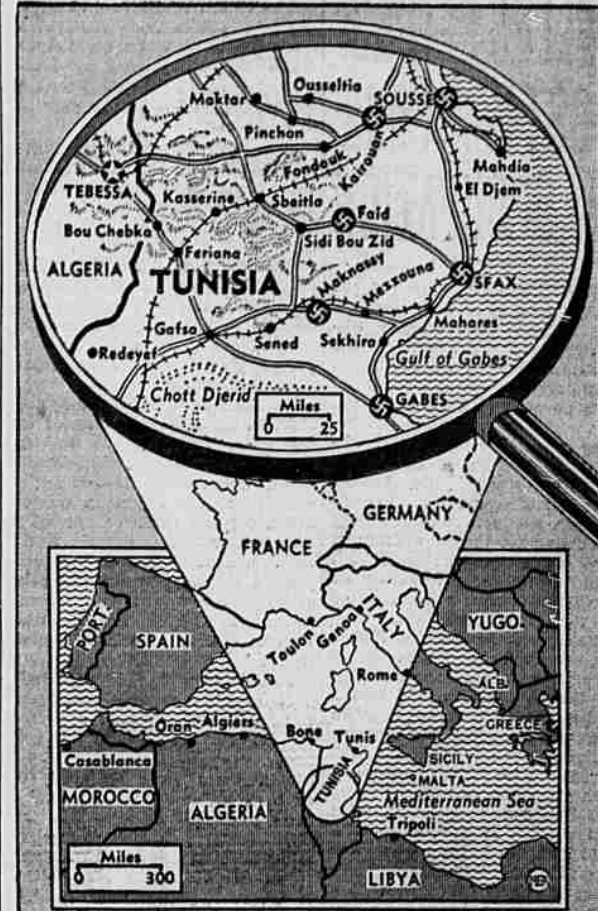 Ousseltia
Maktar
SOUSSE
Pinchon
Fondouk
Kairouan
Mahdia
TEBESSA
El Djem
Kasserine
Sbeitla
Faid
Bou Chebka
Sidi Bou Zid
Feriana
ALGERIA
TUNISIA
Maknassy
Mezzouna
SFAX
Gafsa
Mahares
Sened
Sekhira
Redeyef
Gulf of Gabes
Chott Djerid
Miles
0 25
GABES
GERMANY
FRANCE
ITALY
PORT.
SPAIN
YUGO.
Toulon
Genoa
Rome
ALB.
GREECE
Oran
Algiers
Bone
Tunis
Casablanca
SICILY
MALTA
TUNISIA
MOROCCO
ALGERIA
Mediterranean Sea
Tripoli
Miles
0 300
LIBYA